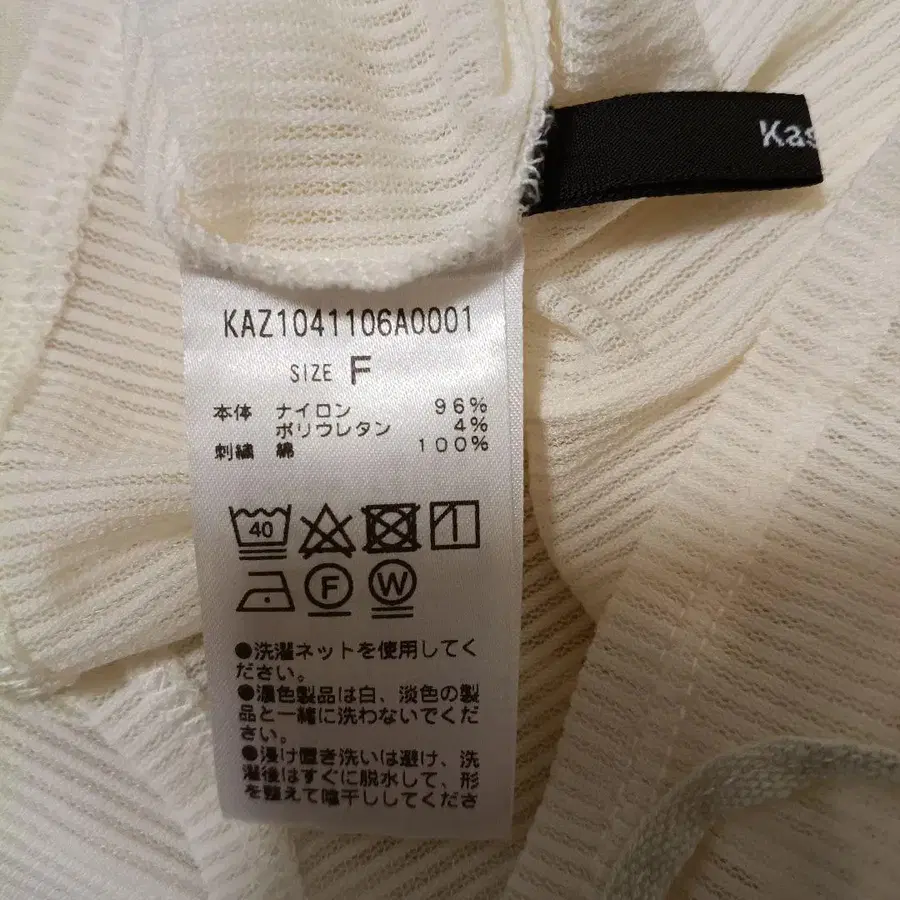 Kas
KAZ1041106A0001
SIZE F
本体 ナイロン 96%
ポリウレタン 4%
刺繍 綿 100%
40
F W
●洗濯ネットを使用してく
ださい。
●濃色製品は白、淡色の製
品と一緒に洗わないでくだ
さい。
●浸け置き洗いは避け、洗
濯後はすぐに脱水して、形
を整えて陰干ししてくださ